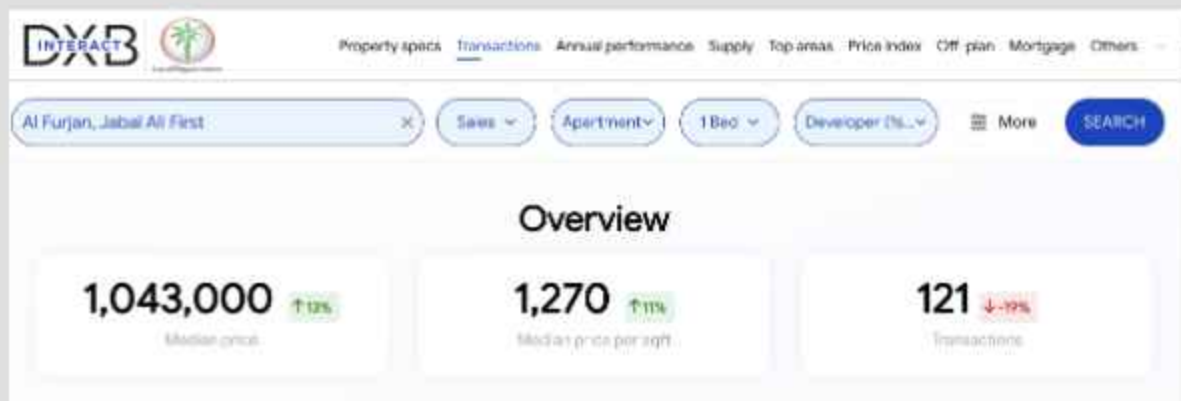 DXB
INTERACT
Property specs Transactions Annual performance Supply Top areas Price index Off plan Mortgage Others
Al Furjan, Jabal Ali First × Sales Apartment 1 Bed Developer (%... More SEARCH
Overview
1,043,000 ↑13% 1,270 ↑11% 121 ↓-19%
Median price Median price per sqft Transactions